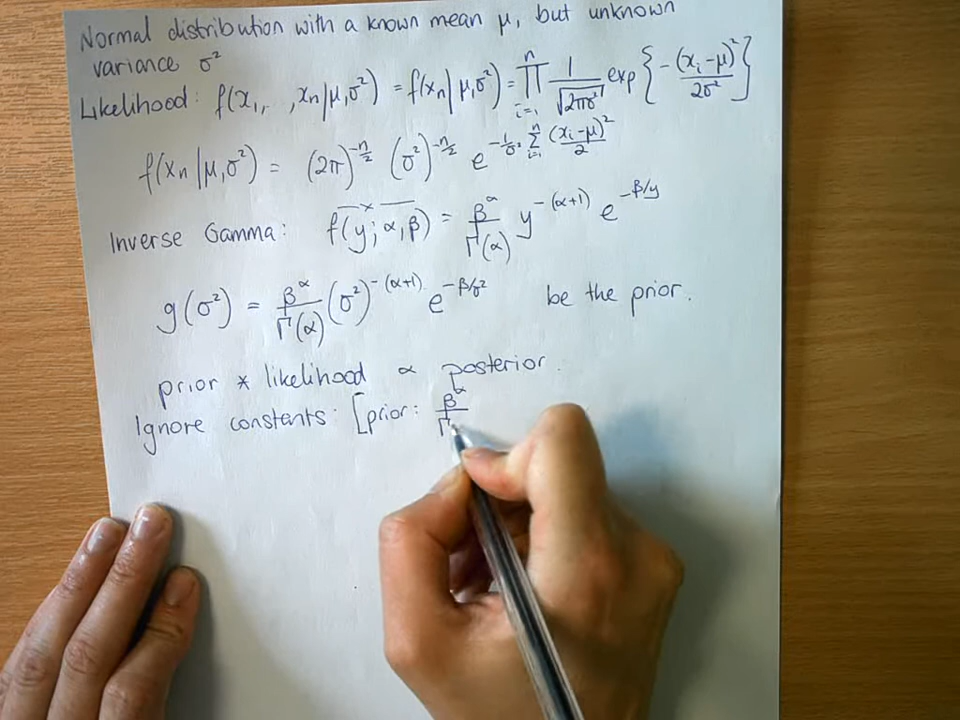 Normal distribution with a known mean μ, but unknown
variance σ²
Likelihood: f(x₁, ,xₙ|μ,σ²) = f(xₙ|μ,σ²) = ∏ᵢ₌₁ⁿ 1/√(2πσ²) exp{-(xᵢ-μ)²/2σ²}
f(xₙ|μ,σ²) = (2π)^(-n/2) (σ²)^(-n/2) e^(-1/σ² Σᵢ₌₁ⁿ (xᵢ-μ)²/2)
Inverse Gamma: f(y; α, β) = β^α/Γ(α) y^(-(α+1)) e^(-β/y)
g(σ²) = β^α/Γ(α) (σ²)^(-(α+1)) e^(-β/σ²) be the prior.
prior * likelihood ∝ posterior.
Ignore constants: [prior: β^α/Γ